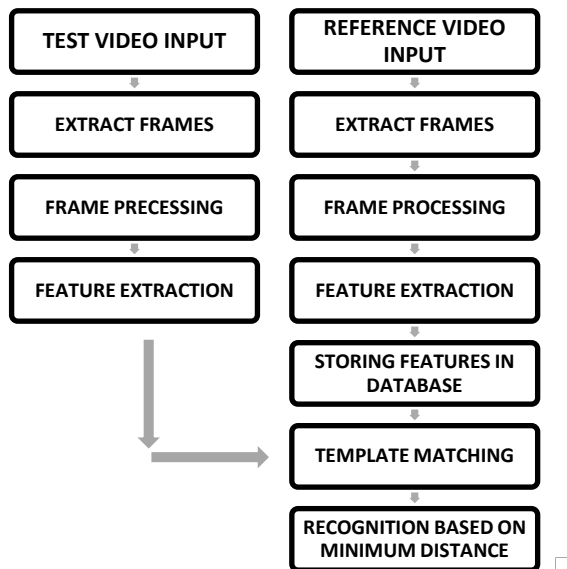 TEST VIDEO INPUT
EXTRACT FRAMES
FRAME PRECESSING
FEATURE EXTRACTION
REFERENCE VIDEO
INPUT
EXTRACT FRAMES
FRAME PROCESSING
FEATURE EXTRACTION
STORING FEATURES IN
DATABASE
TEMPLATE MATCHING
RECOGNITION BASED ON
MINIMUM DISTANCE